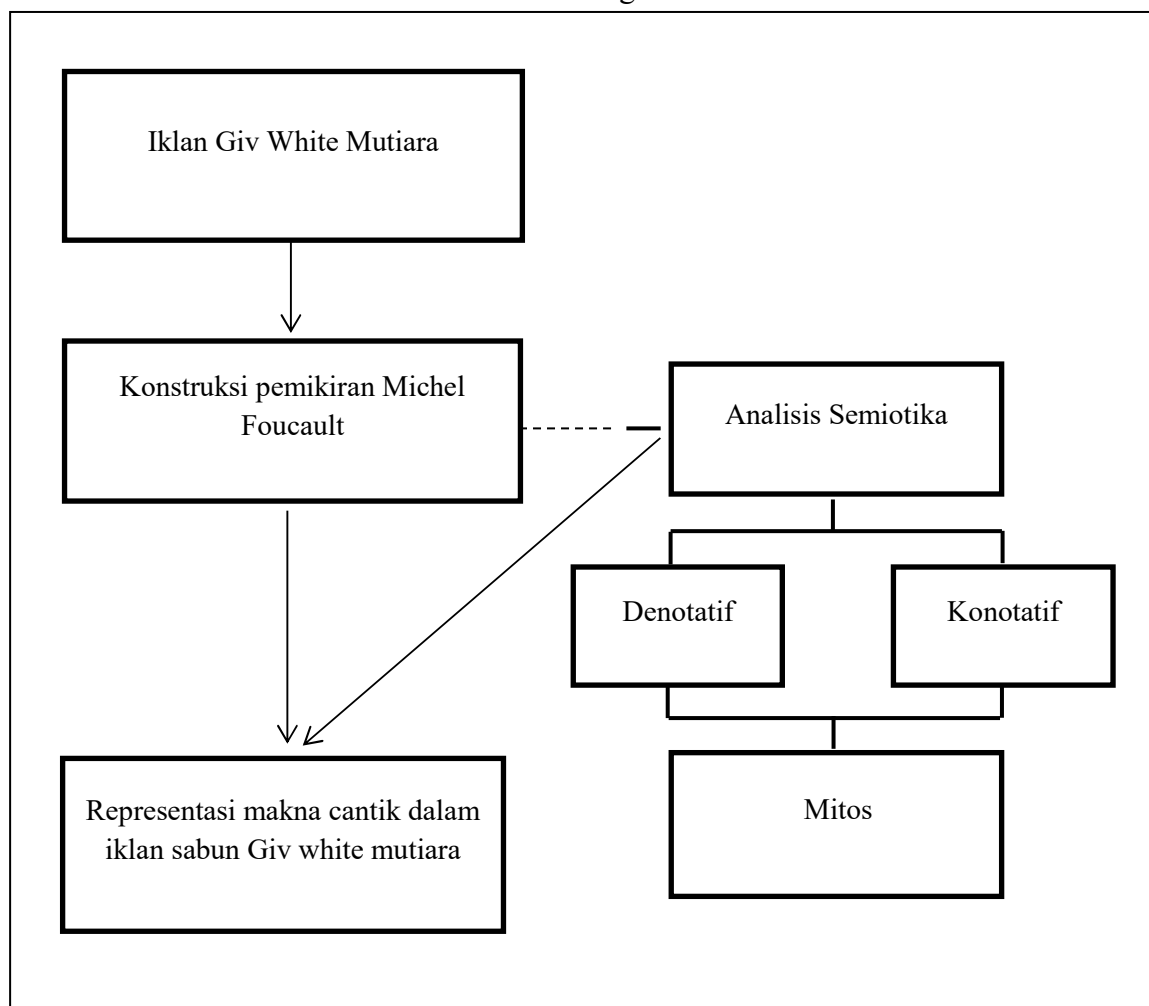 Iklan Giv White Mutiara
Konstruksi pemikiran Michel
Foucault
Analisis Semiotika
Denotatif
Konotatif
Representasi makna cantik dalam
iklan sabun Giv white mutiara
Mitos